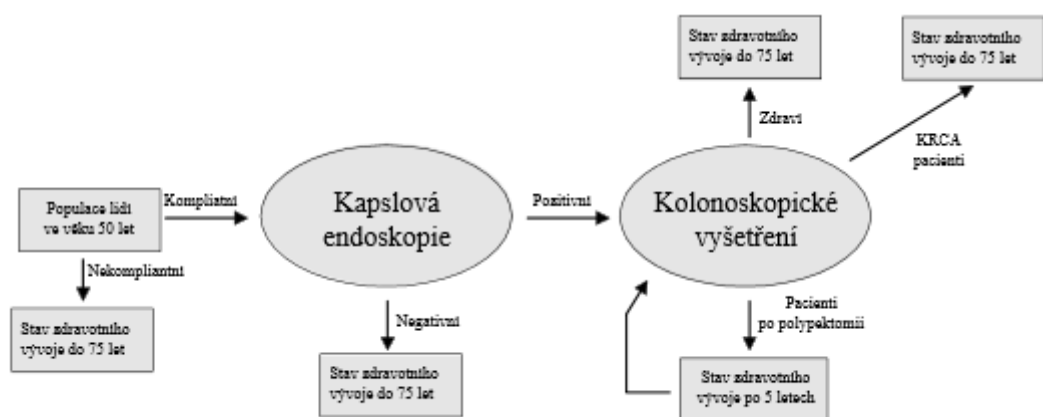 Stav zdravotního
vývoje do 75 let
Stav zdravotního
vývoje do 75 let
Zdraví
KRCA
pacienti
Populace lidí
ve věku 50 let
Kompliatní
Kapslová
endoskopie
Pozitivní
Kolonoskopické
vyšetření
Nekompliantní
Stav zdravotního
vývoje do 75 let
Negativní
Stav zdravotního
vývoje do 75 let
Pacienti
po polypektomii
Stav zdravotního
vývoje po 5 letech